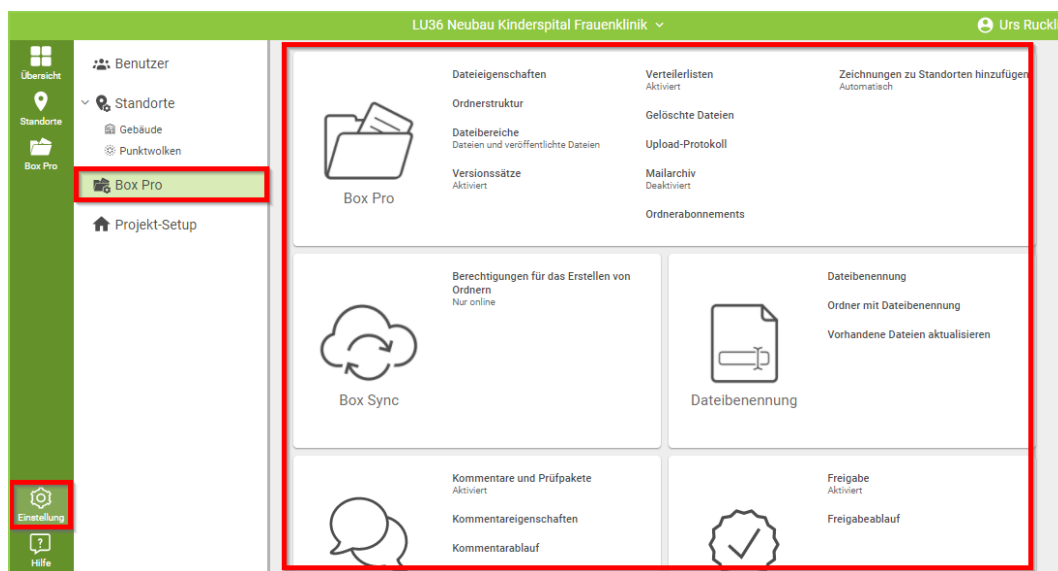 LU36 Neubau Kinderspital Frauenklinik
Urs Ruckl
Übersicht
Standorte
Box Pro
Einstellung
Hilfe
Benutzer
Standorte
Gebäude
Punktwolken
Box Pro
Projekt-Setup
Box Pro
Dateieigenschaften
Ordnerstruktur
Dateibereiche
Dateien und veröffentlichte Dateien
Versionssätze
Aktiviert
Verteilerlisten
Aktiviert
Gelöschte Dateien
Upload-Protokoll
Mailarchiv
Deaktiviert
Ordnerabonnements
Zeichnungen zu Standorten hinzufügen
Automatisch
Box Sync
Berechtigungen für das Erstellen von
Ordnern
Nur online
Dateibenennung
Dateibenennung
Ordner mit Dateibenennung
Vorhandene Dateien aktualisieren
Kommentare und Prüfpakete
Aktiviert
Kommentareigenschaften
Kommentarablauf
Freigabe
Aktiviert
Freigabeablauf